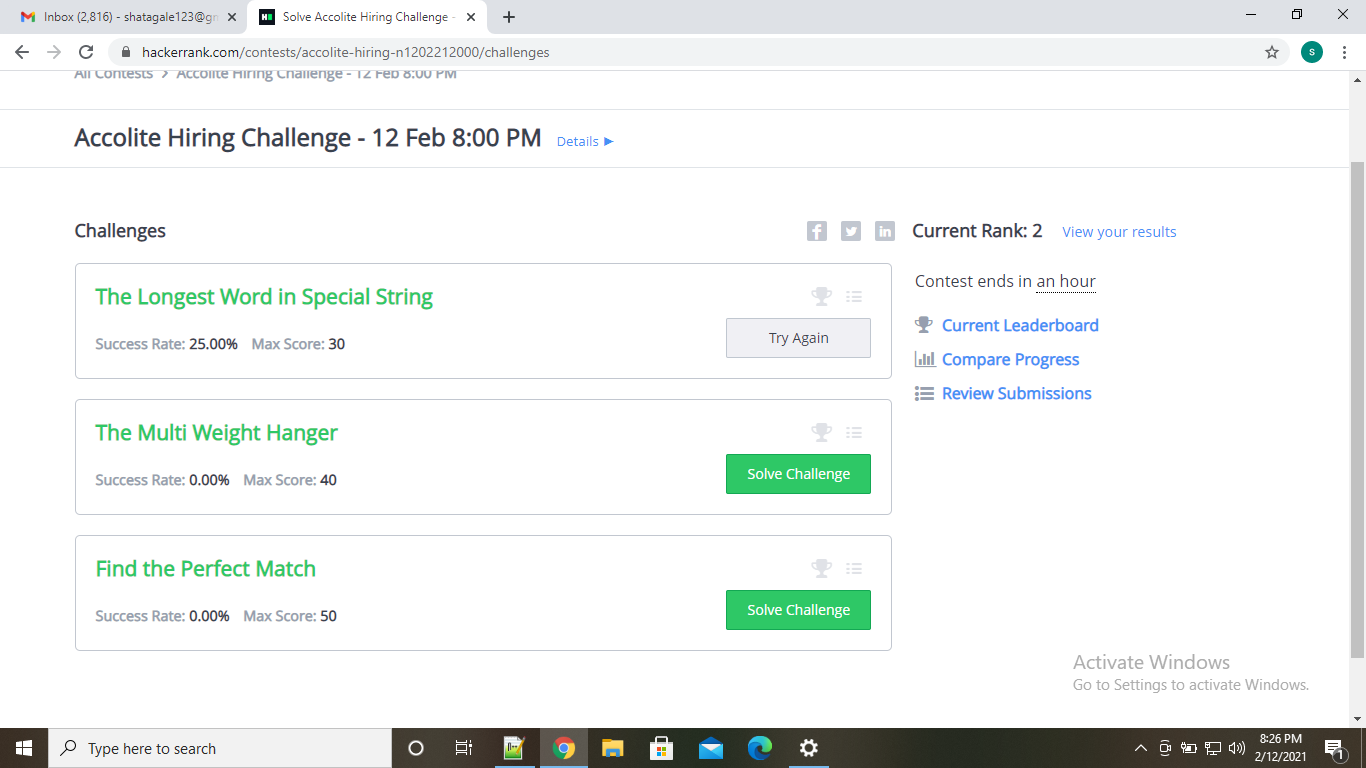 Inbox (2,816) - shatagale123@gm
Solve Accolite Hiring Challenge -
hackerrank.com/contests/accolite-hiring-n1202212000/challenges
S
All Contests > Accolite Hiring Challenge - 12 Feb 8:00 PM
Accolite Hiring Challenge - 12 Feb 8:00 PM Details ▶
Challenges
Current Rank: 2 View your results
The Longest Word in Special String
Success Rate: 25.00% Max Score: 30
Try Again
Contest ends in an hour
Current Leaderboard
Compare Progress
Review Submissions
The Multi Weight Hanger
Success Rate: 0.00% Max Score: 40
Solve Challenge
Find the Perfect Match
Success Rate: 0.00% Max Score: 50
Solve Challenge
Activate Windows
Go to Settings to activate Windows.
Type here to search
8:26 PM
2/12/2021
1